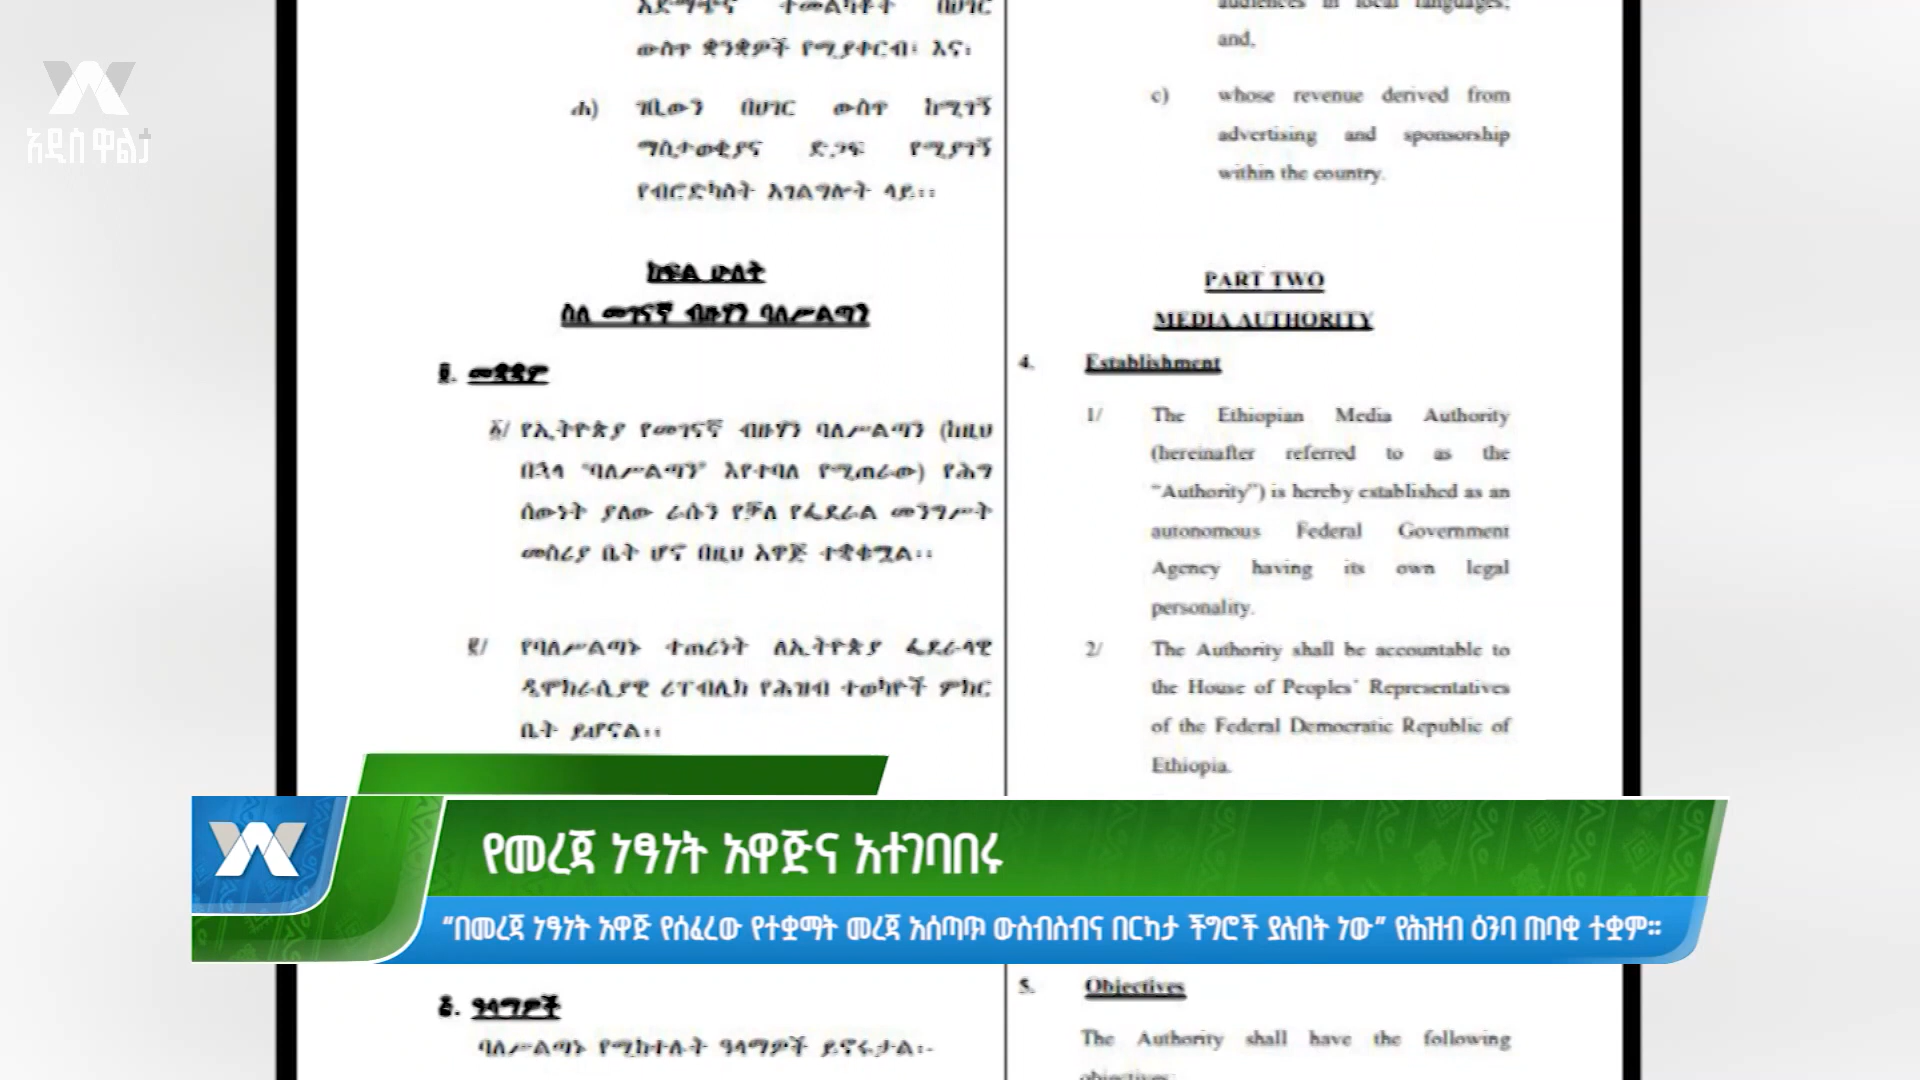 አዲስ ዋልታ
አድማጭና ተመልካቾች በሀገር
ውስጥ ቋንቋዎች የሚያቀርብ፤ እና፤
ሐ) ገቢውን በሀገር ውስጥ ከሚገኝ
ማስታወቂያና ድጋፍ የሚያገኝ
የብሮድካስት አገልግሎት ላይ፡፡
ክፍል ሁለት
ስለ መገናኛ ብዙሃን ባለሥልጣን
፬. መቋቋም
፩/ የኢትዮጵያ የመገናኛ ብዙሃን ባለሥልጣን (ከዚህ
በኋላ “ባለሥልጣን” እየተባለ የሚጠራው) የሕግ
ሰውነት ያለው ራሱን የቻለ የፌደራል መንግሥት
መስሪያ ቤት ሆኖ በዚህ አዋጅ ተቋቁሟል፡፡
፪/ የባለሥልጣኑ ተጠሪነት ለኢትዮጵያ ፌደራላዊ
ዲሞክራሲያዊ ሪፐብሊክ የሕዝብ ተወካዮች ምክር
ቤት ይሆናል፡፡
፭. ዓላማዎች
ባለሥልጣኑ የሚከተሉት ዓላማዎች ይኖሩታል፡-
audiences in local languages;
and,
c) whose revenue derived from
advertising and sponsorship
within the country.
PART TWO
MEDIA AUTHORITY
4. Establishment
1/ The Ethiopian Media Authority
(hereinafter referred to as the
“Authority”) is hereby established as an
autonomous Federal Government
Agency having its own legal
personality.
2/ The Authority shall be accountable to
the House of Peoples’ Representatives
of the Federal Democratic Republic of
Ethiopia.
5. Objectives
The Authority shall have the following
objectives:
የመረጃ ነፃነት አዋጅና አተገባበሩ
“በመረጃ ነፃነት አዋጅ የሰፈረው የተቋማት መረጃ አሰጣጥ ውስብስብና በርካታ ችግሮች ያሉበት ነው” የሕዝብ ዕንባ ጠባቂ ተቋም።